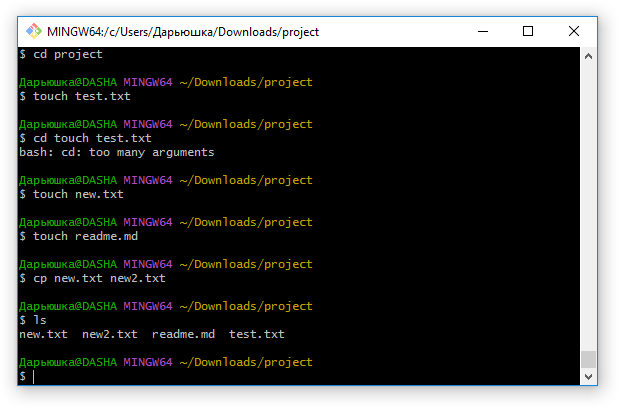 MINGW64:/c/Users/Дарьюшка/Downloads/project
$ cd project
Дарьюшка@DASHA MINGW64 ~/Downloads/project
$ touch test.txt
Дарьюшка@DASHA MINGW64 ~/Downloads/project
$ cd touch test.txt
bash: cd: too many arguments
Дарьюшка@DASHA MINGW64 ~/Downloads/project
$ touch new.txt
Дарьюшка@DASHA MINGW64 ~/Downloads/project
$ touch readme.md
Дарьюшка@DASHA MINGW64 ~/Downloads/project
$ cp new.txt new2.txt
Дарьюшка@DASHA MINGW64 ~/Downloads/project
$ ls
new.txt  new2.txt  readme.md  test.txt
Дарьюшка@DASHA MINGW64 ~/Downloads/project
$